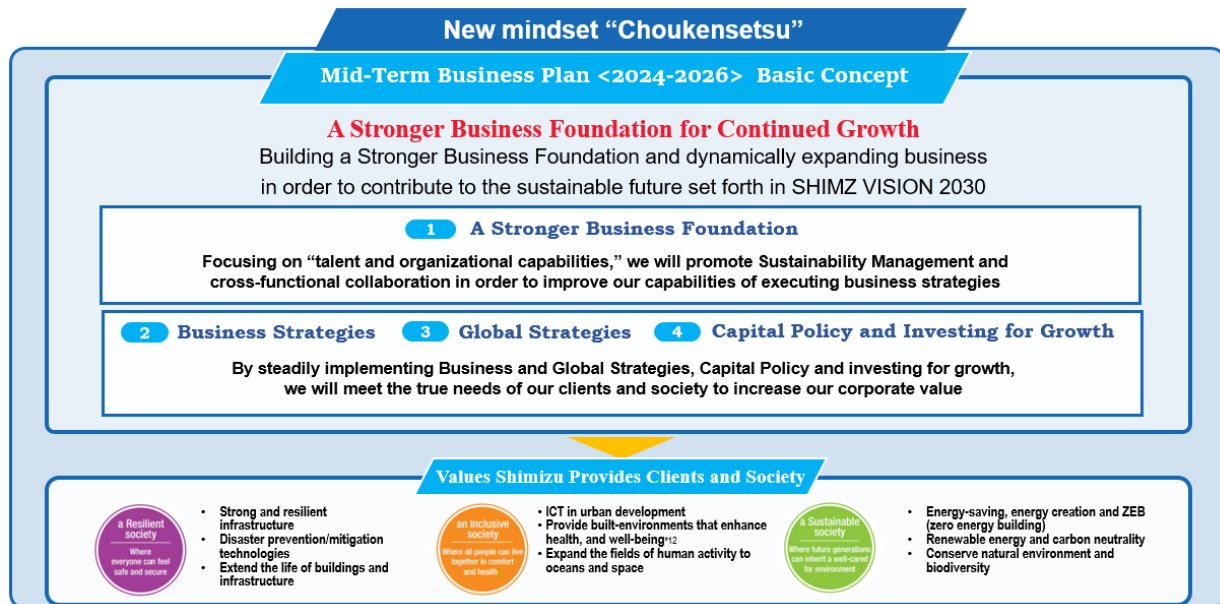 New mindset “Choukensetsu”
Mid-Term Business Plan <2024-2026> Basic Concept
A Stronger Business Foundation for Continued Growth
Building a Stronger Business Foundation and dynamically expanding business
in order to contribute to the sustainable future set forth in SHIMZ VISION 2030
1 A Stronger Business Foundation
Focusing on “talent and organizational capabilities,” we will promote Sustainability Management and
cross-functional collaboration in order to improve our capabilities of executing business strategies
2 Business Strategies 3 Global Strategies 4 Capital Policy and Investing for Growth
By steadily implementing Business and Global Strategies, Capital Policy and investing for growth,
we will meet the true needs of our clients and society to increase our corporate value
Values Shimizu Provides Clients and Society
a Resilient
society
Where
everyone can feel
safe and secure
• Strong and resilient
infrastructure
• Disaster prevention/mitigation
technologies
• Extend the life of buildings and
infrastructure
an Inclusive
society
Where all people can live
together in comfort
and health
• ICT in urban development
• Provide built-environments that enhance
health, and well-being*12
• Expand the fields of human activity to
oceans and space
a Sustainable
society
Where future generations
can inherit a well-cared
for environment
• Energy-saving, energy creation and ZEB
(zero energy building)
• Renewable energy and carbon neutrality
• Conserve natural environment and
biodiversity